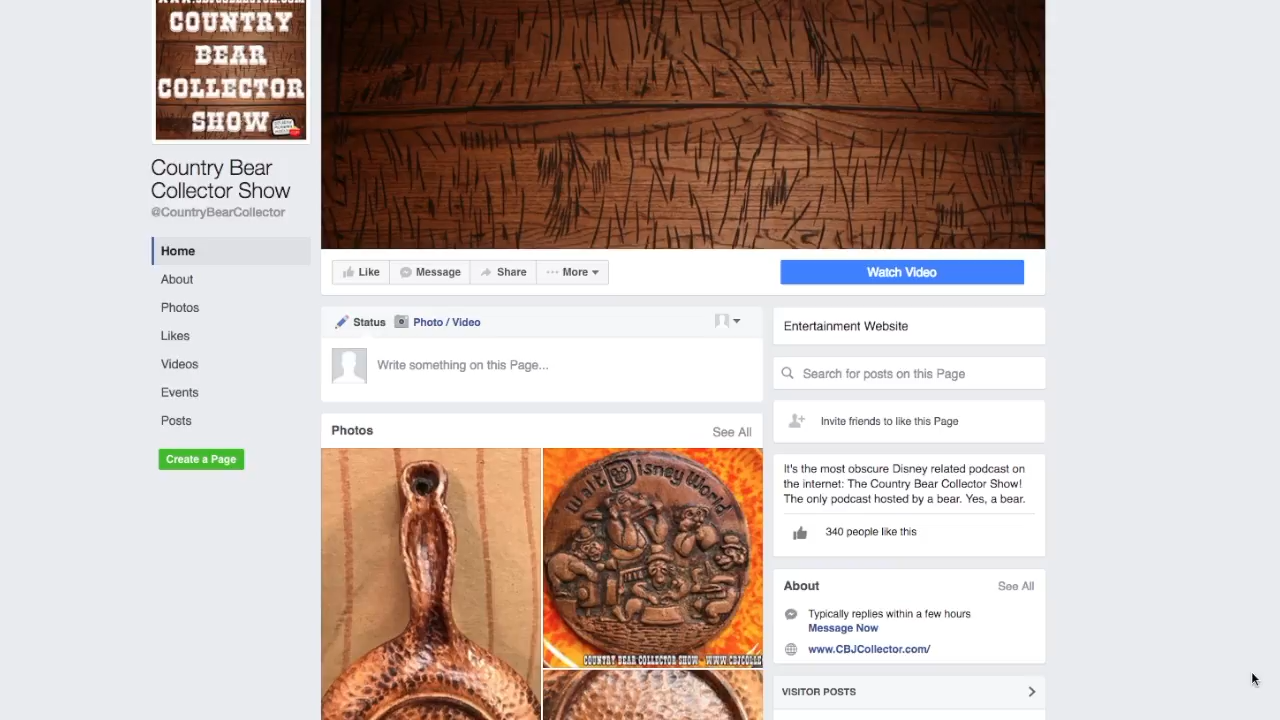 WWW.CBJCOLLECTOR.COM
COUNTRY
BEAR
COLLECTOR
SHOW
Country Bear
Collector Show
@CountryBearCollector
Home
About
Photos
Likes
Videos
Events
Posts
Create a Page
Like
Message
Share
More
Watch Video
Status
Photo / Video
Write something on this Page...
Photos
See All
Walt Disney World
COUNTRY BEAR COLLECTOR SHOW - WWW.CBJCOLLE
Entertainment Website
Search for posts on this Page
Invite friends to like this Page
It's the most obscure Disney related podcast on
the internet: The Country Bear Collector Show!
The only podcast hosted by a bear. Yes, a bear.
340 people like this
About
See All
Typically replies within a few hours
Message Now
www.CBJCollector.com/
VISITOR POSTS